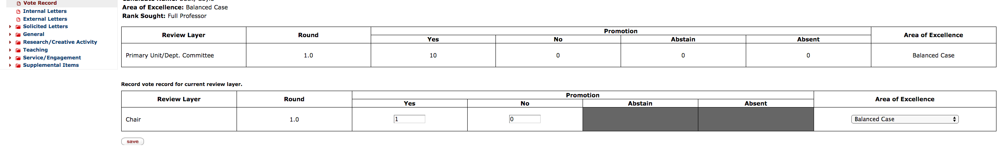 Vote Record
Internal Letters
External Letters
Solicited Letters
General
Research/Creative Activity
Teaching
Service/Engagement
Supplemental Items
Area of Excellence: Balanced Case
Rank Sought: Full Professor
Review Layer Round Promotion Area of Excellence
Yes No Abstain Absent
Primary Unit/Dept. Committee 1.0 10 0 0 0 Balanced Case
Record vote record for current review layer.
Review Layer Round Promotion Area of Excellence
Yes No Abstain Absent
Chair 1.0 1 0 Balanced Case
save